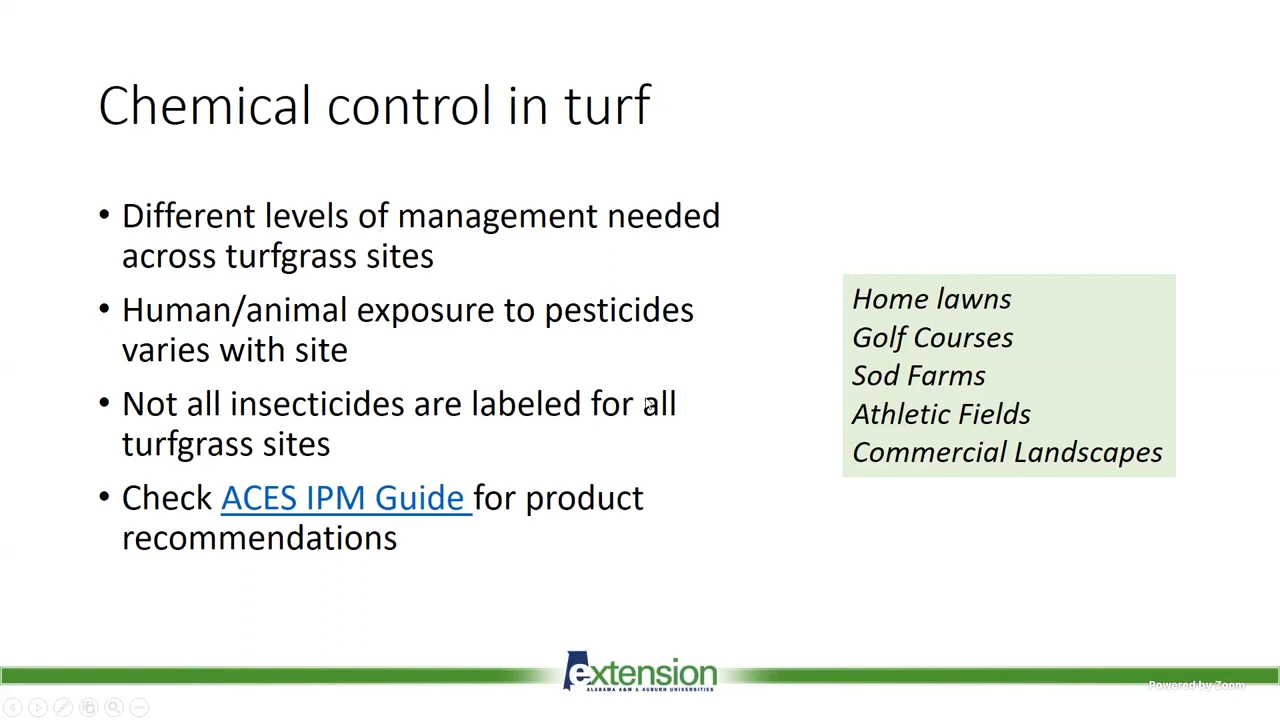 Chemical control in turf
• Different levels of management needed
across turfgrass sites
• Human/animal exposure to pesticides
varies with site
• Not all insecticides are labeled for all
turfgrass sites
• Check ACES IPM Guide for product
recommendations
Home lawns
Golf Courses
Sod Farms
Athletic Fields
Commercial Landscapes
extension
ALABAMA A&M & AUBURN UNIVERSITIES
Powered by Zoom